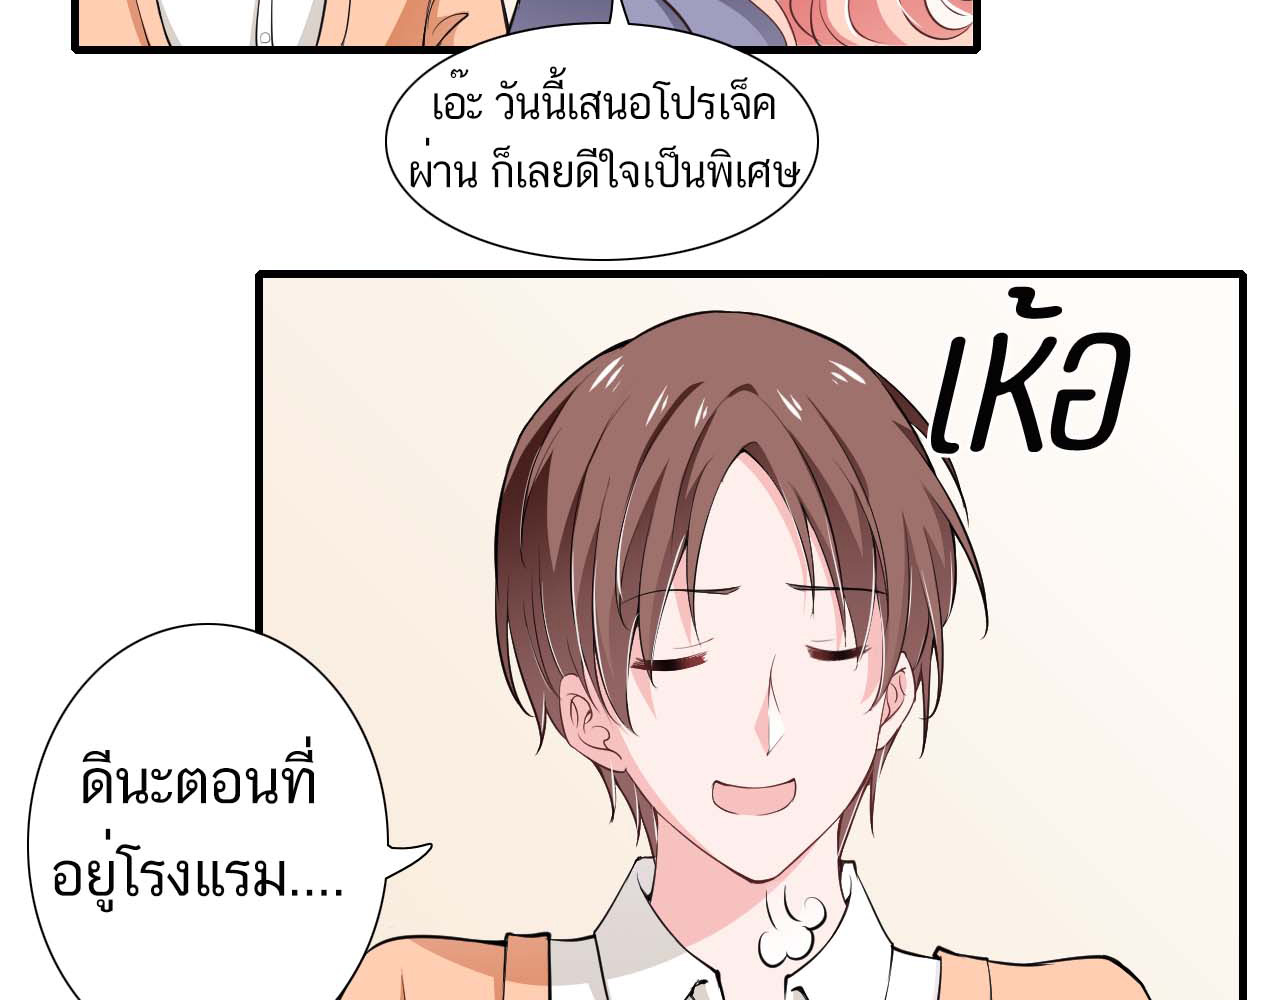 เอ๊ะ วันนี้เสนอโปรเจ็ค
ผ่าน ก็เลยดีใจเป็นพิเศษ
เห้อ
ดีนะตอนที่
อยู่โรงแรม....